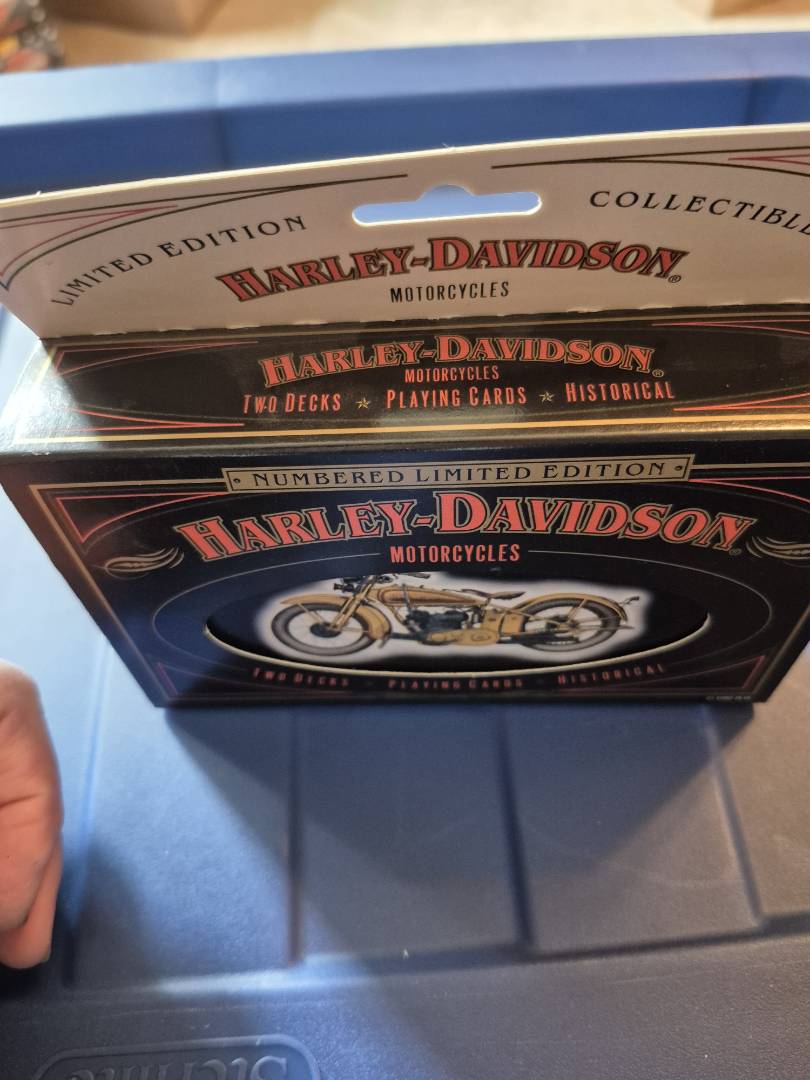 LIMITED EDITION
COLLECTIBLE
HARLEY-DAVIDSON®
MOTORCYCLES
HARLEY-DAVIDSON®
MOTORCYCLES
TWO DECKS ★ PLAYING CARDS ★ HISTORICAL
NUMBERED LIMITED EDITION
HARLEY-DAVIDSON®
MOTORCYCLES
TWO DECKS - PLAYING CARDS - HISTORICAL
Sterilite